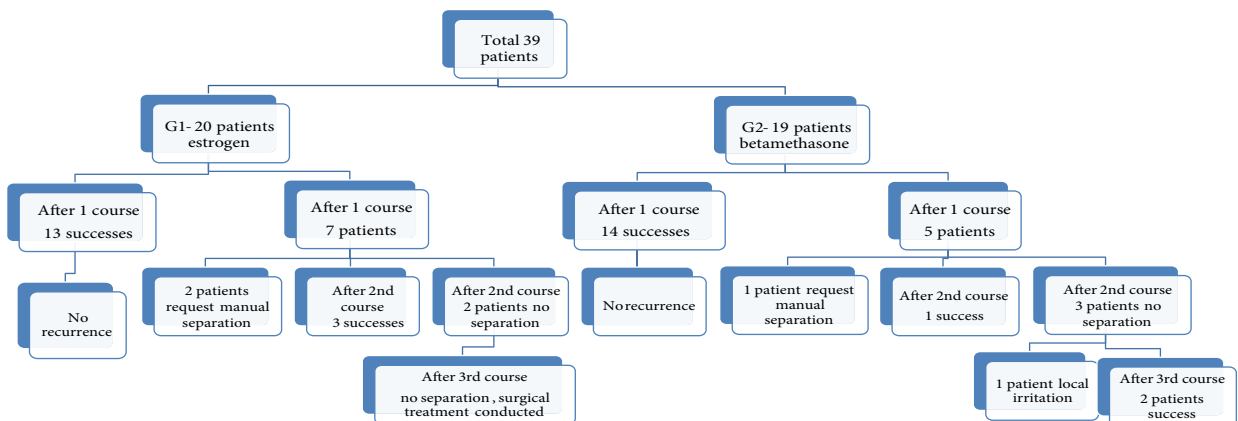 Total 39
patients
G1- 20 patients
estrogen
G2- 19 patients
betamethasone
After 1 course
13 successes
After 1 course
7 patients
After 1 course
14 successes
After 1 course
5 patients
No
recurrence
2 patients
request manual
separation
After 2nd
course
3 successes
After 2nd course
2 patients no
separation
No recurrence
1 patient request
manual
separation
After 2nd course
1 success
After 2nd course
3 patients no
separation
After 3rd course
no separation , surgical
treatment conducted
1 patient local
irritation
After 3rd course
2 patients
success